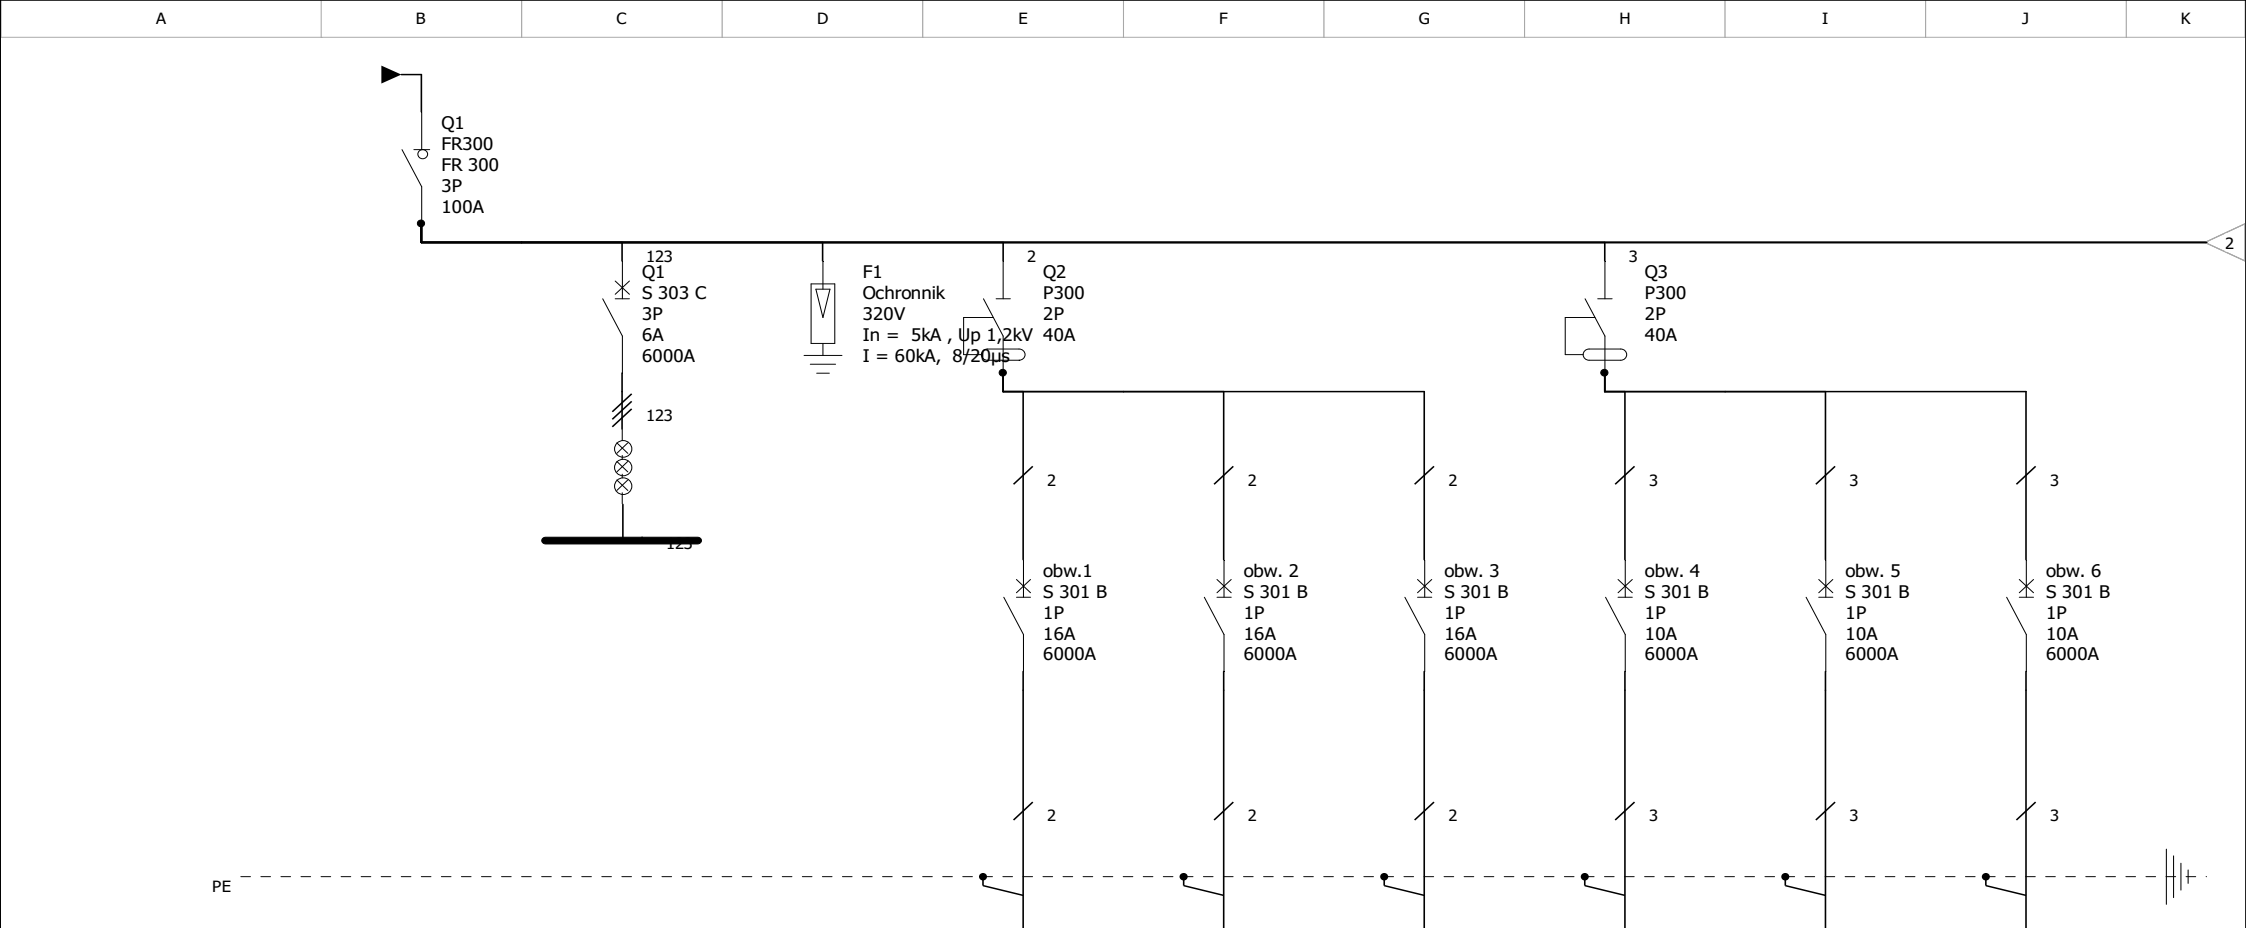 A B C D E F G H I J K
Q1
FR300
FR 300
3P
100A
2
123
Q1
S 303 C
3P
6A
6000A
123
123
F1
Ochronnik
320V
In = 5kA , Up 1,2kV
I = 60kA, 8/20µs
2
Q2
P300
2P
40A
3
Q3
P300
2P
40A
2 2 2 3 3 3
obw.1
S 301 B
1P
16A
6000A
obw. 2
S 301 B
1P
16A
6000A
obw. 3
S 301 B
1P
16A
6000A
obw. 4
S 301 B
1P
10A
6000A
obw. 5
S 301 B
1P
10A
6000A
obw. 6
S 301 B
1P
10A
6000A
2 2 2 3 3 3
PE